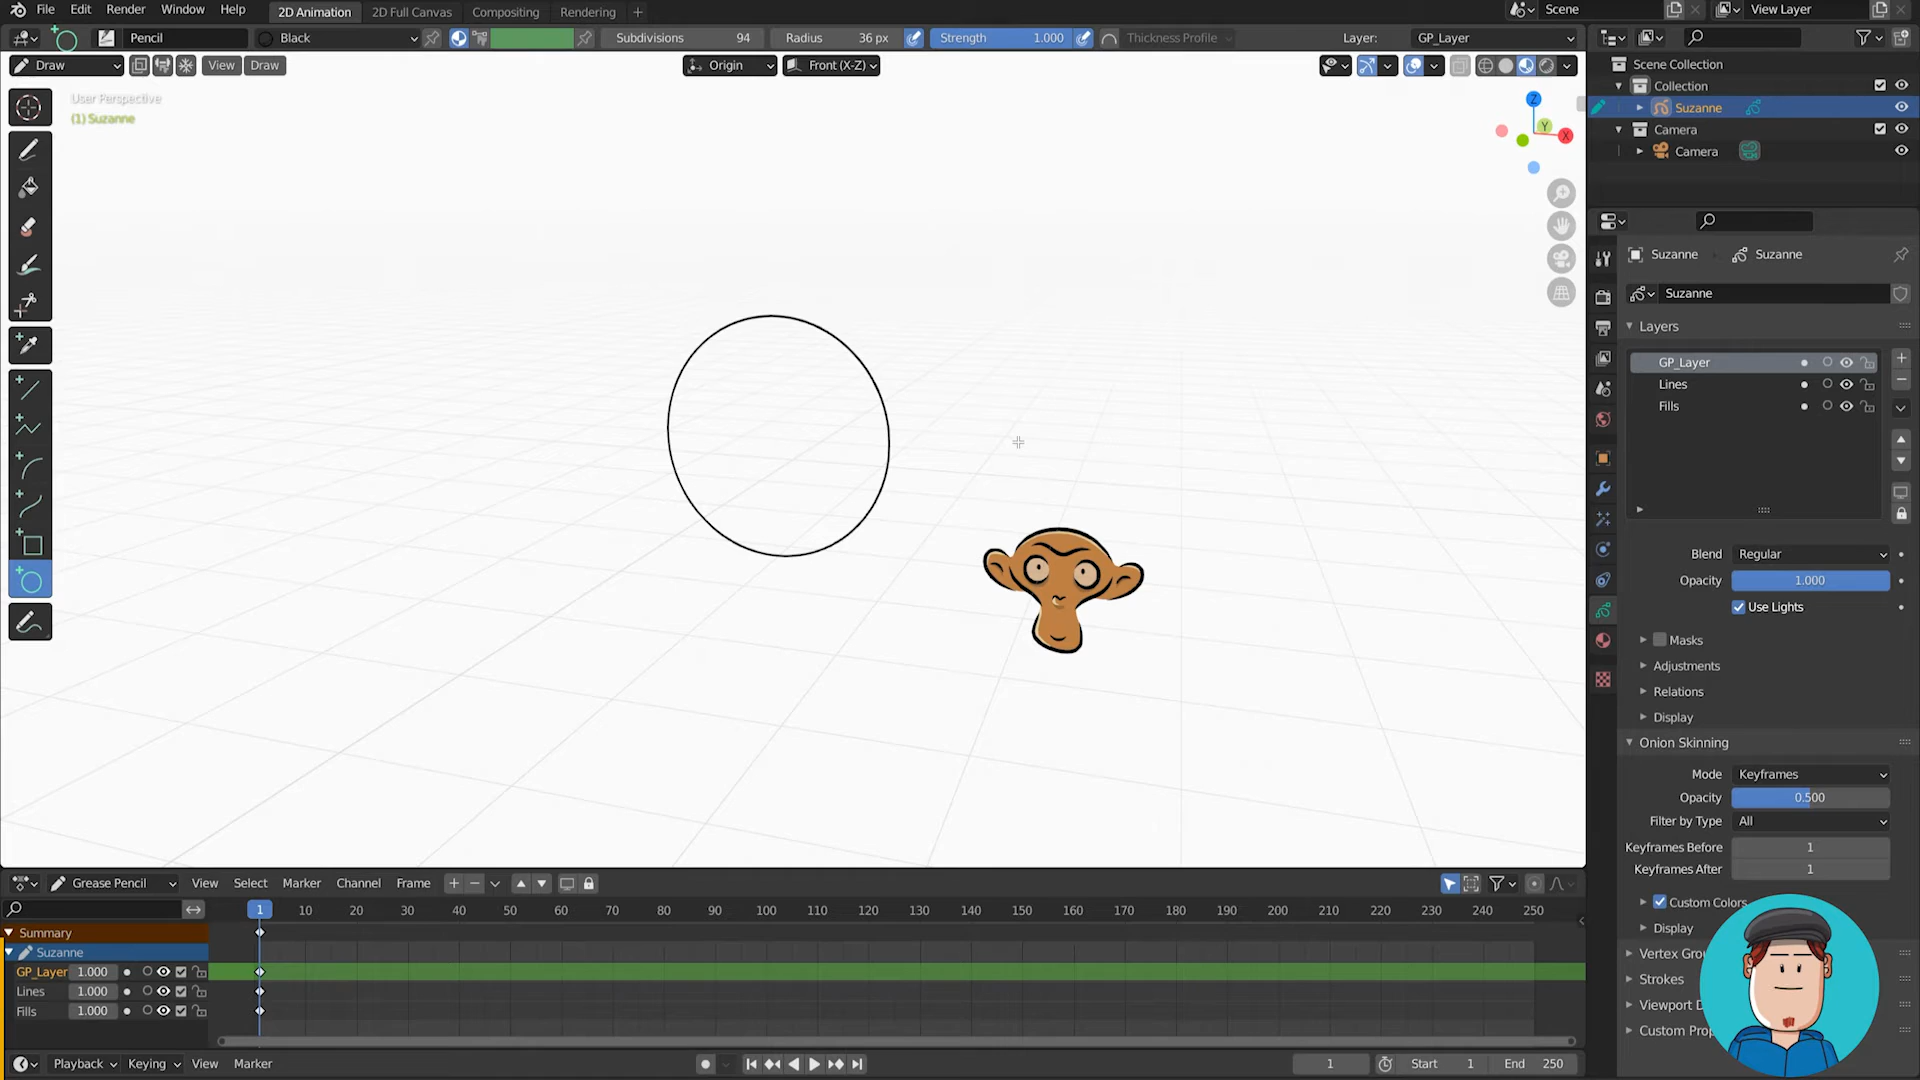 File Edit Render Window Help 2D Animation 2D Full Canvas Compositing Rendering + Scene View Layer
Pencil Black Subdivisions 94 Radius 36 px Strength 1.000 Thickness Profile Layer: GP_Layer
Draw View Draw Origin Front (X-Z)
User Perspective
(1) Suzanne
Z
Y
X
Scene Collection
Collection
Suzanne
Camera
Camera
Suzanne Suzanne
Suzanne
Layers
GP_Layer
Lines
Fills
Blend Regular
Opacity 1.000
Use Lights
Masks
Adjustments
Relations
Display
Onion Skinning
Mode Keyframes
Opacity 0.500
Filter by Type All
Keyframes Before 1
Keyframes After 1
Custom Colors
Display
Vertex Gro
Strokes
Viewport D
Custom Prop
Grease Pencil View Select Marker Channel Frame
1 10 20 30 40 50 60 70 80 90 100 110 120 130 140 150 160 170 180 190 200 210 220 230 240 250
Summary
Suzanne
GP_Layer 1.000
Lines 1.000
Fills 1.000
Playback Keying View Marker 1 Start 1 End 250